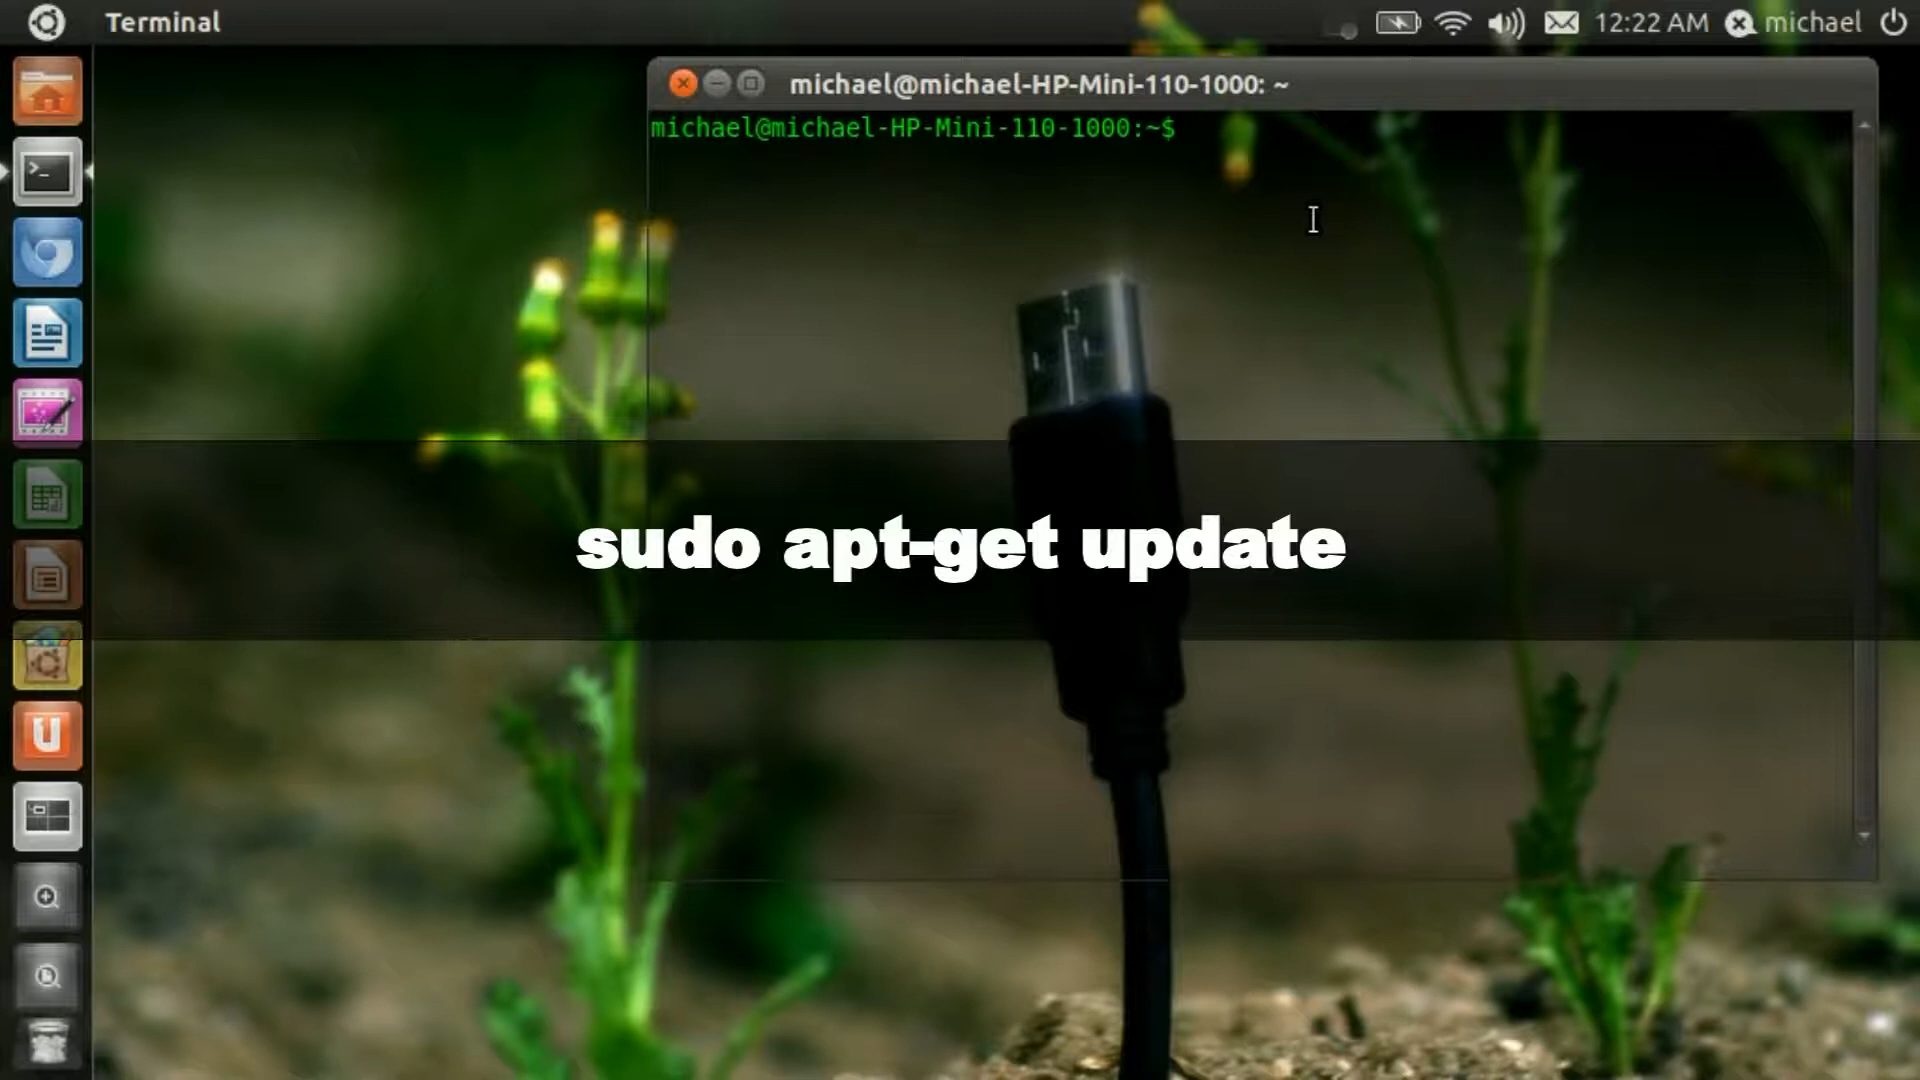 Terminal
12:22 AM
michael
michael@michael-HP-Mini-110-1000: ~
michael@michael-HP-Mini-110-1000:~$
sudo apt-get update